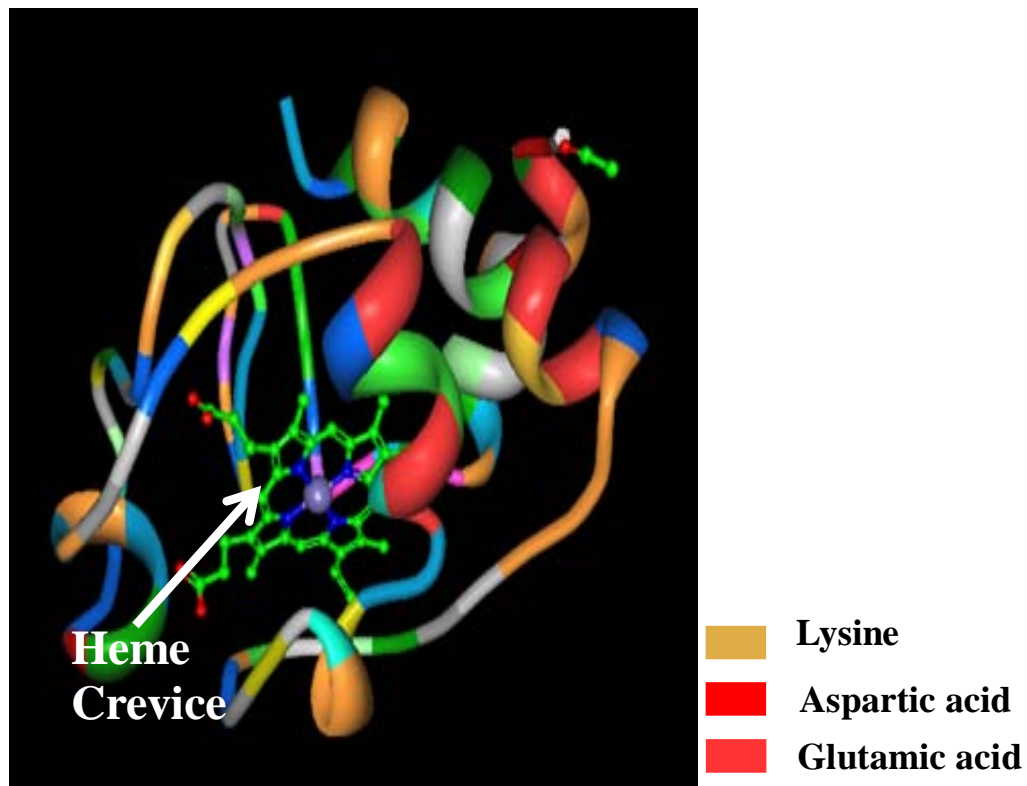 Heme
Crevice
Lysine
Aspartic acid
Glutamic acid